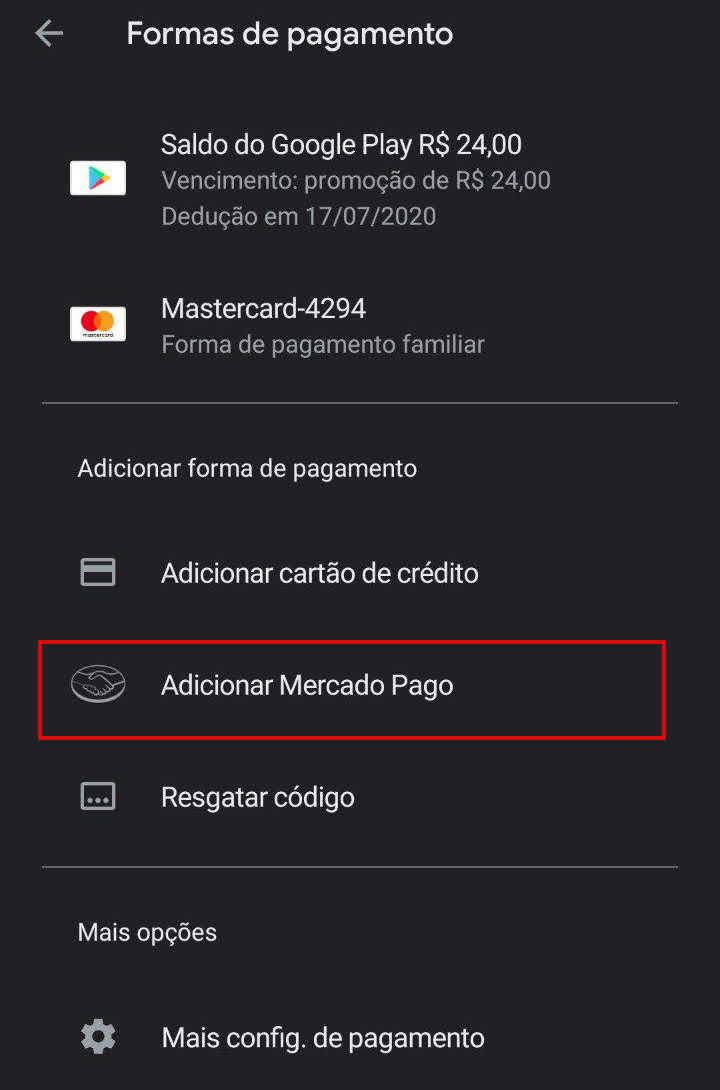 Formas de pagamento
Saldo do Google Play R$ 24,00
Vencimento: promoção de R$ 24,00
Dedução em 17/07/2020
mastercard
Mastercard-4294
Forma de pagamento familiar
Adicionar forma de pagamento
Adicionar cartão de crédito
Adicionar Mercado Pago
Resgatar código
Mais opções
Mais config. de pagamento